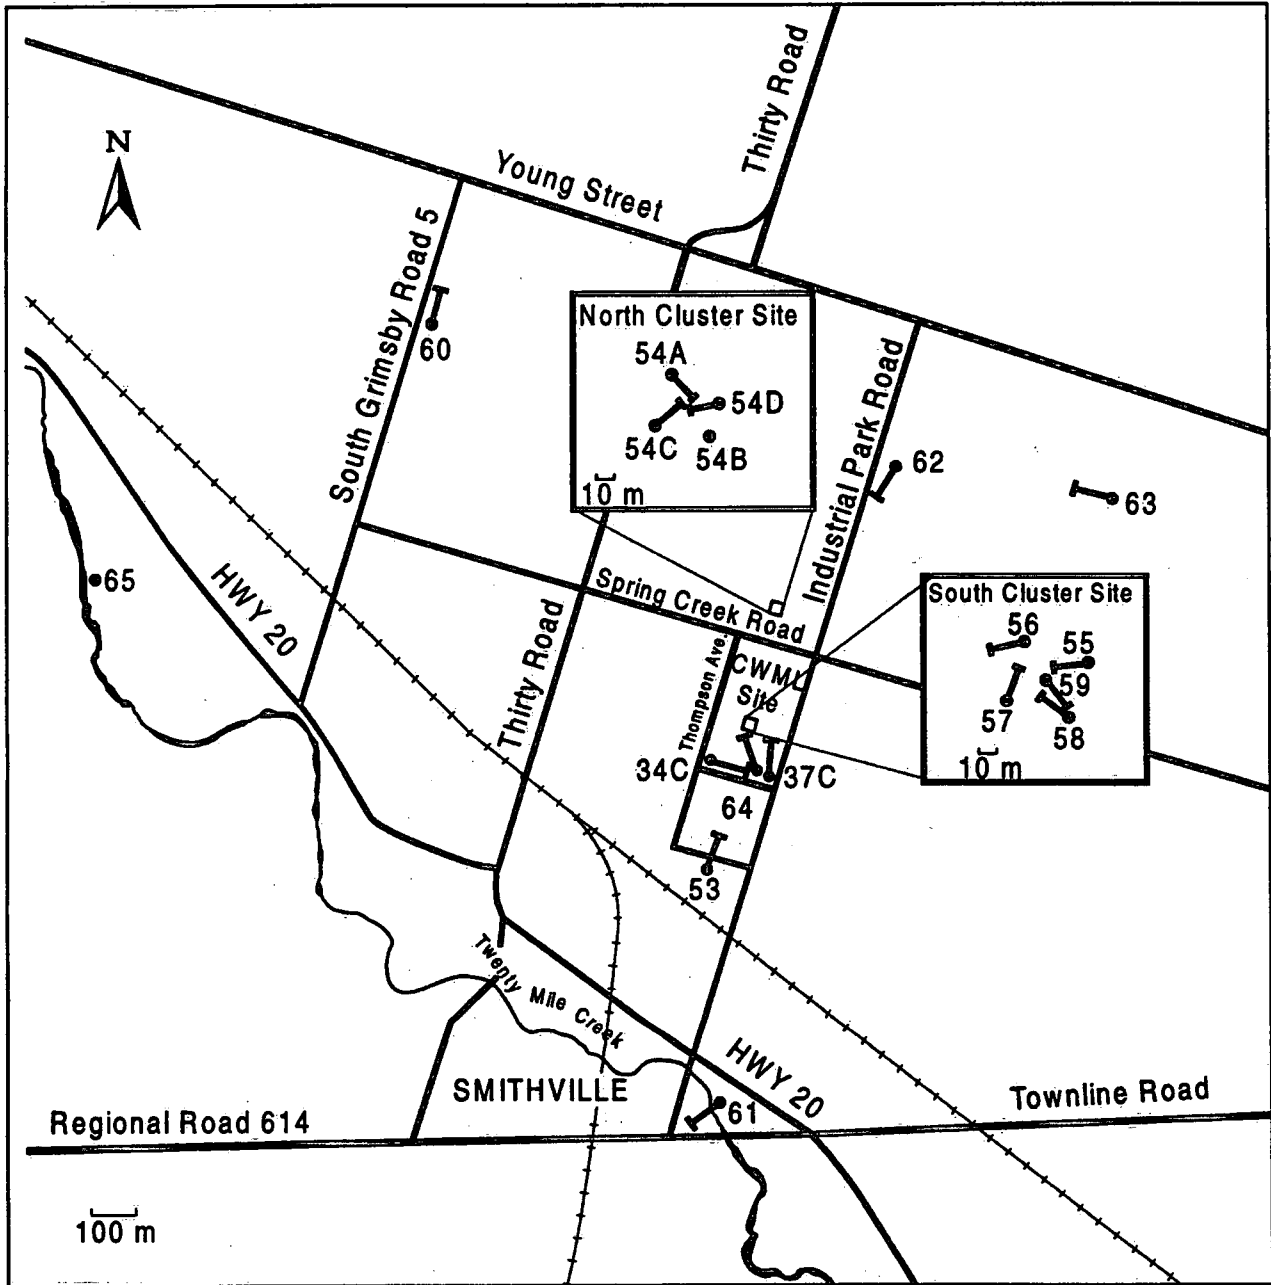 Thirty Road
N
Young Street
South Grimsby Road 5
60
North Cluster Site
54A
54D
54C
54B
10 m
Industrial Park Road
62
63
65
HWY 20
Spring Creek Road
Thirty Road
Thompson Ave.
CWML
Site
South Cluster Site
56
55
59
57
58
10 m
34C
37C
64
53
Twenty Mile Creek
HWY 20
SMITHVILLE
61
Townline Road
Regional Road 614
100 m